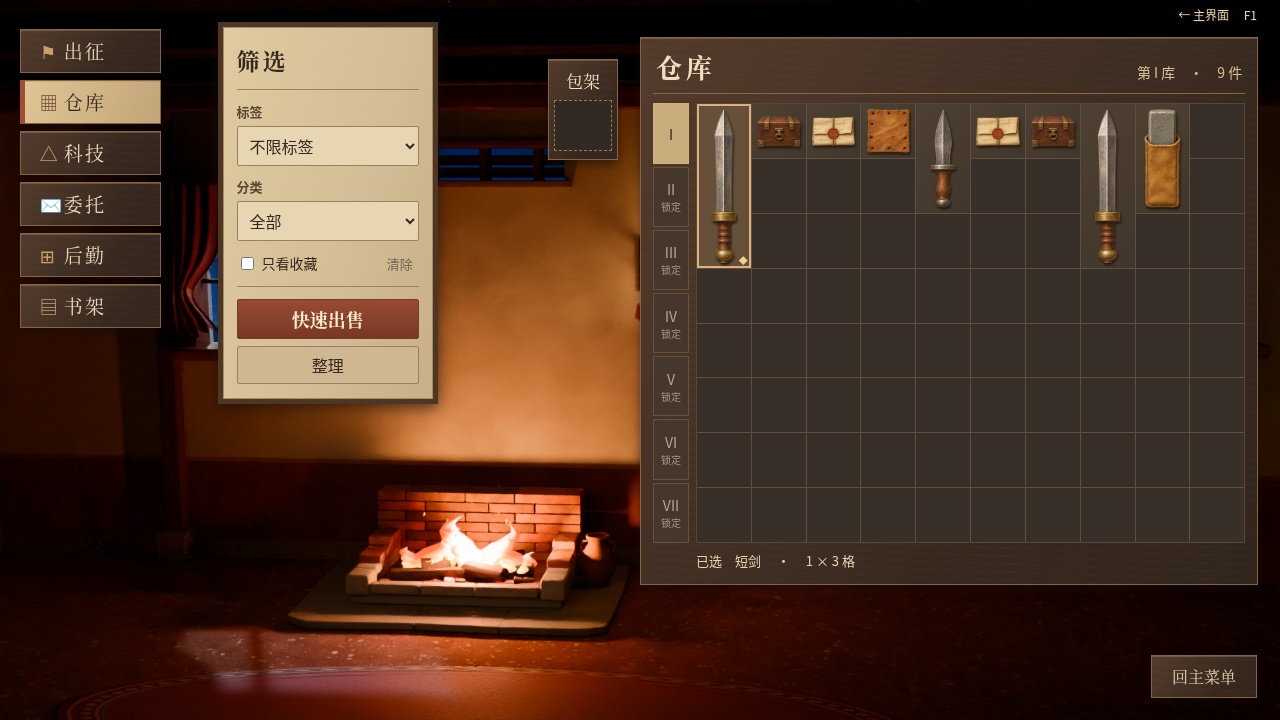 ← 主界面 F1
出征
仓库
科技
委托
后勤
书架
筛选
标签
不限标签
分类
全部
只看收藏 清除
快速出售
整理
包架
仓库
第 I 库 · 9 件
I
II
锁定
III
锁定
IV
锁定
V
锁定
VI
锁定
VII
锁定
已选 短剑 · 1 × 3 格
回主菜单